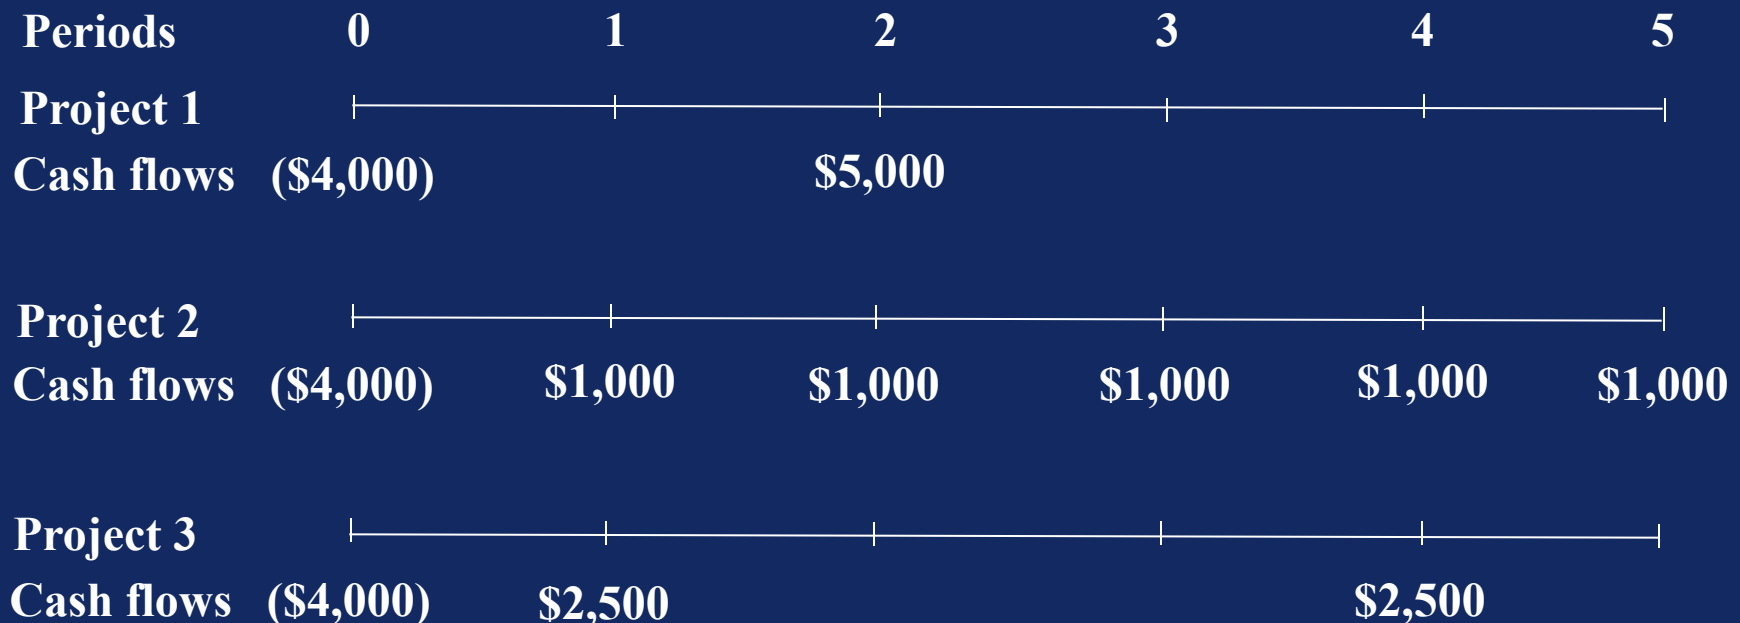 Periods 0 1 2 3 4 5
Project 1
Cash flows ($4,000) $5,000
Project 2
Cash flows ($4,000) $1,000 $1,000 $1,000 $1,000 $1,000
Project 3
Cash flows ($4,000) $2,500 $2,500